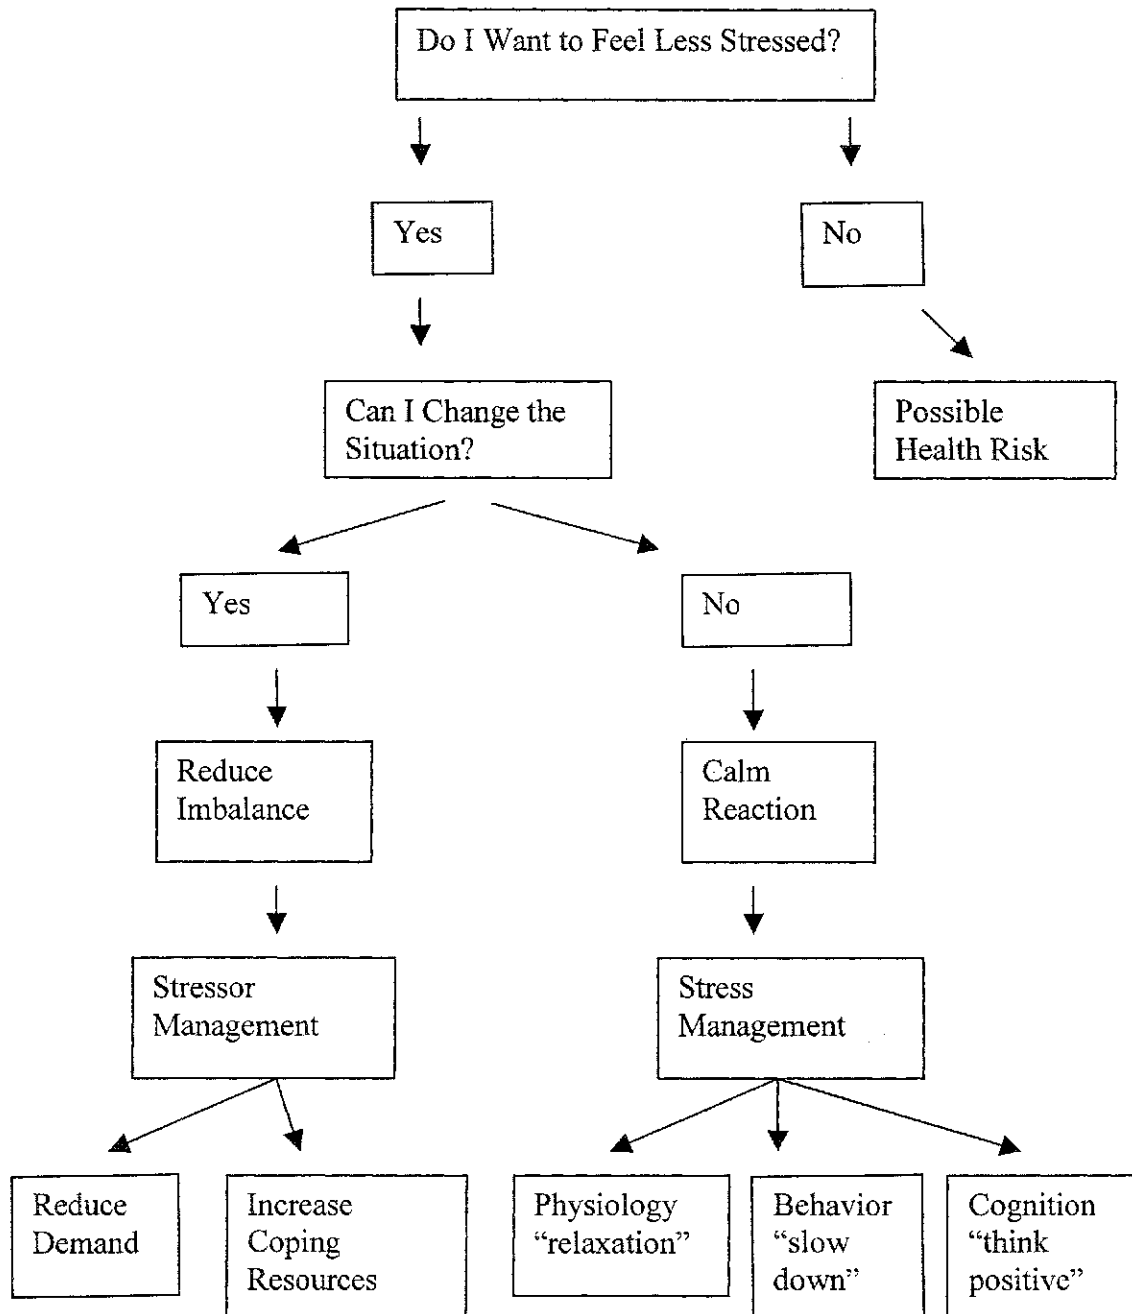 Do I Want to Feel Less Stressed?
Yes
No
Can I Change the
Situation?
Possible
Health Risk
Yes
No
Reduce
Imbalance
Calm
Reaction
Stressor
Management
Stress
Management
Reduce
Demand
Increase
Coping
Resources
Physiology
“relaxation”
Behavior
“slow
down”
Cognition
“think
positive”